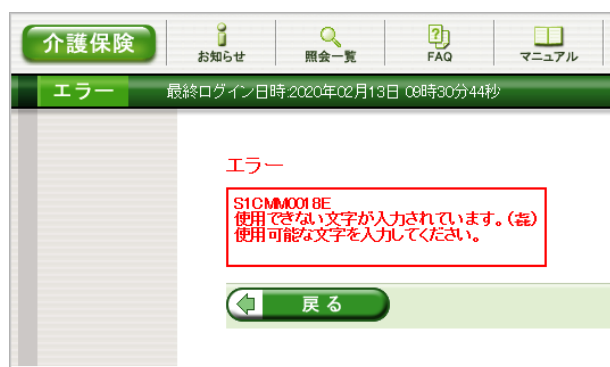 介護保険
お知らせ
照会一覧
FAQ
マニュアル
エラー
最終ログイン日時:2020年02月13日 09時30分44秒
エラー
S1CMM0018E
使用できない文字が入力されています。(㐂)
使用可能な文字を入力してください。
戻る